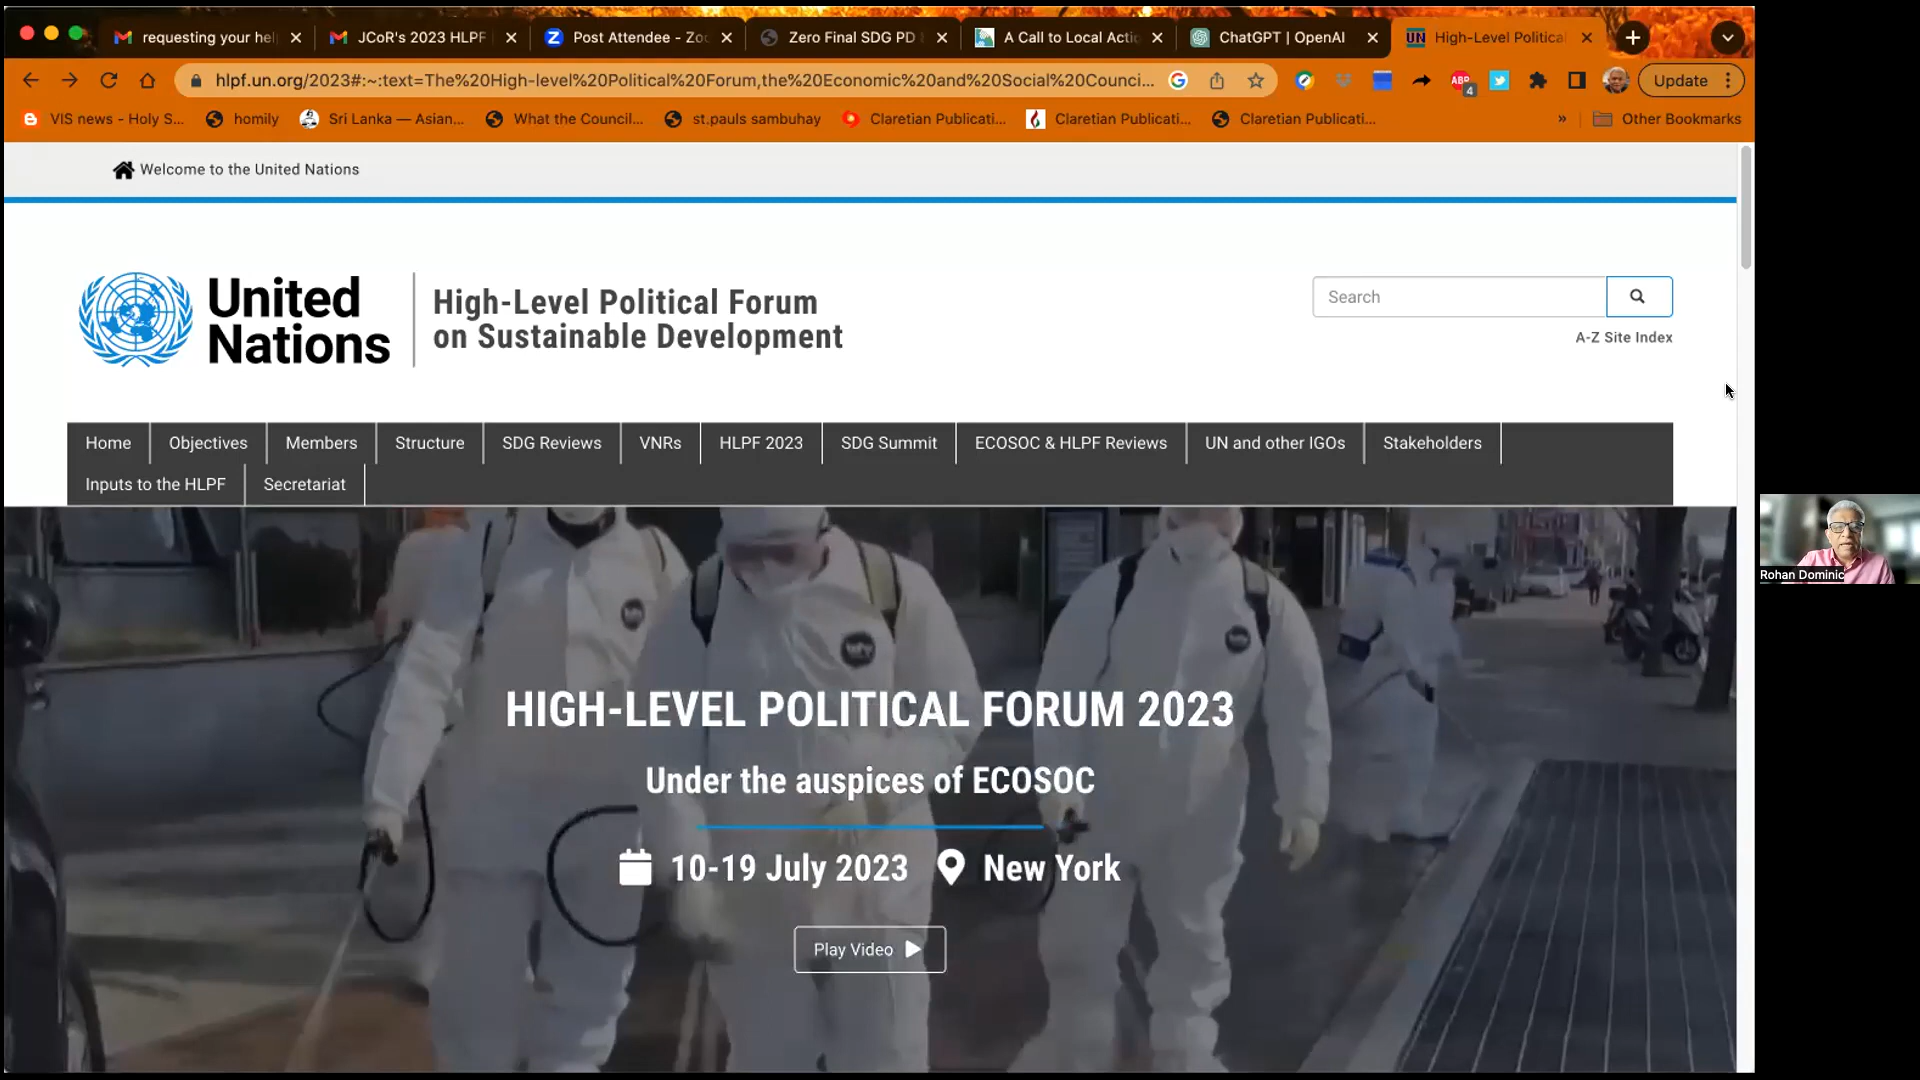 requesting your hel
JCoR's 2023 HLPF
Post Attendee - Zo
Zero Final SDG PD
A Call to Local Actio
ChatGPT | OpenAI
High-Level Political
hlpf.un.org/2023#:~:text=The%20High-level%20Political%20Forum,the%20Economic%20and%20Social%20Counci...
ABP
4
Update
VIS news - Holy S...
homily
Sri Lanka — Asian,...
What the Council...
st.pauls sambuhay
Claretian Publicati...
Claretian Publicati...
Claretian Publicati...
»
Other Bookmarks
Welcome to the United Nations
United
Nations
High-Level Political Forum
on Sustainable Development
Search
A-Z Site Index
Home
Objectives
Members
Structure
SDG Reviews
VNRs
HLPF 2023
SDG Summit
ECOSOC & HLPF Reviews
UN and other IGOs
Stakeholders
Inputs to the HLPF
Secretariat
HIGH-LEVEL POLITICAL FORUM 2023
Under the auspices of ECOSOC
10-19 July 2023
New York
Play Video
Rohan Dominic